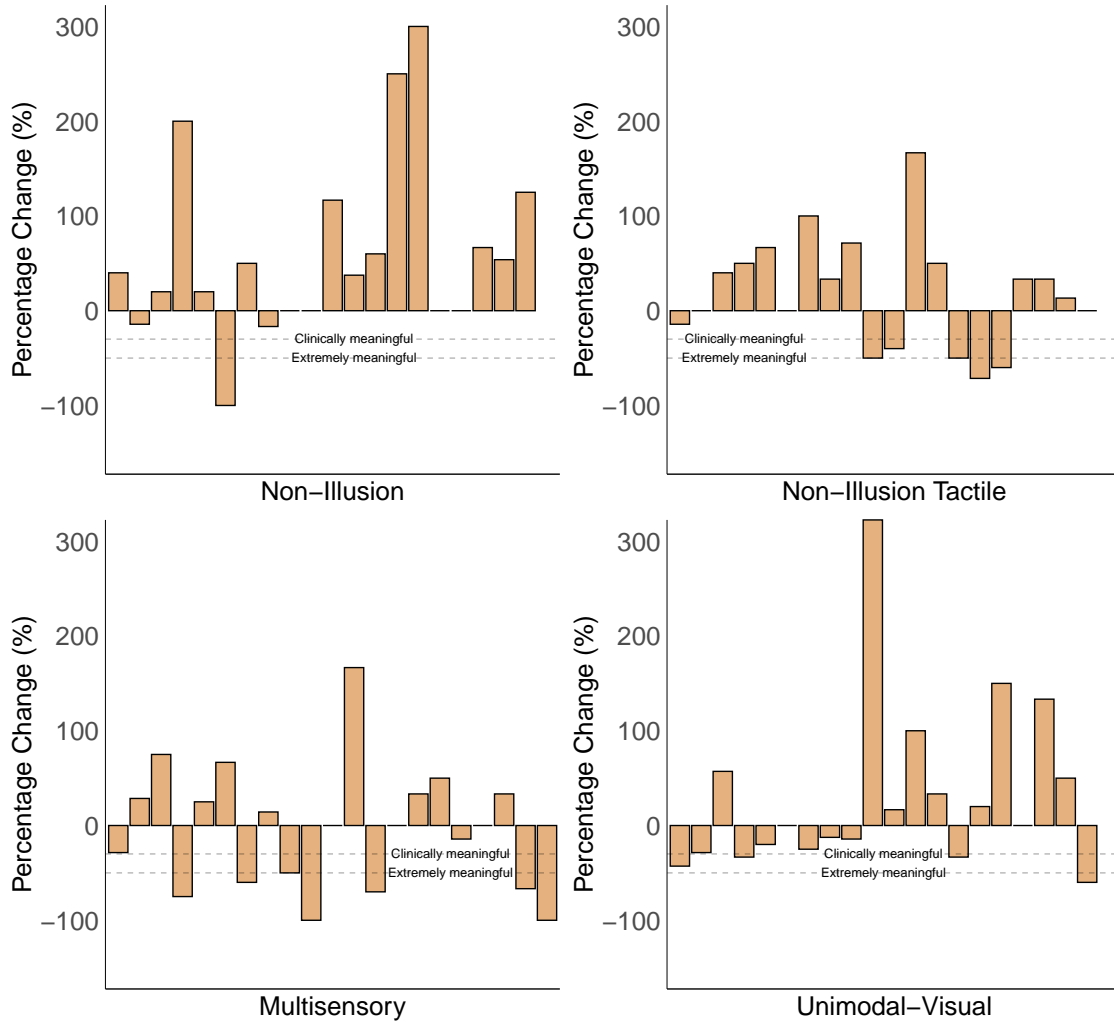 300
200
100
0
−100
Percentage Change (%)
Clinically meaningful
Extremely meaningful
Non−Illusion
300
200
100
0
−100
Percentage Change (%)
Clinically meaningful
Extremely meaningful
Non−Illusion Tactile
300
200
100
0
−100
Percentage Change (%)
Clinically meaningful
Extremely meaningful
Multisensory
300
200
100
0
−100
Percentage Change (%)
Clinically meaningful
Extremely meaningful
Unimodal−Visual